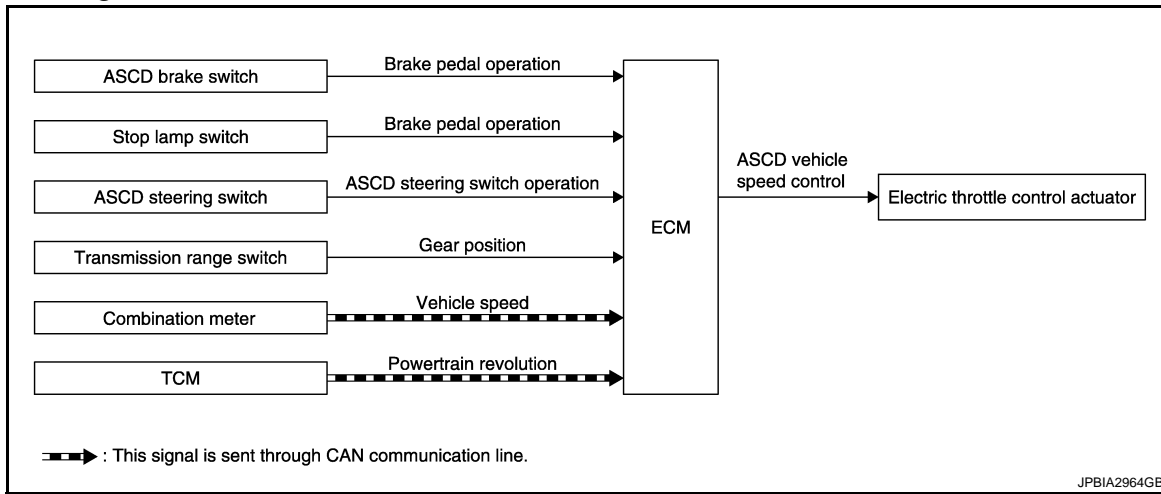 ASCD brake switch
Brake pedal operation
Stop lamp switch
Brake pedal operation
ASCD steering switch
ASCD steering switch operation
Transmission range switch
Gear position
Combination meter
Vehicle speed
TCM
Powertrain revolution
ECM
ASCD vehicle
speed control
Electric throttle control actuator
: This signal is sent through CAN communication line.
JPBIA2964GB